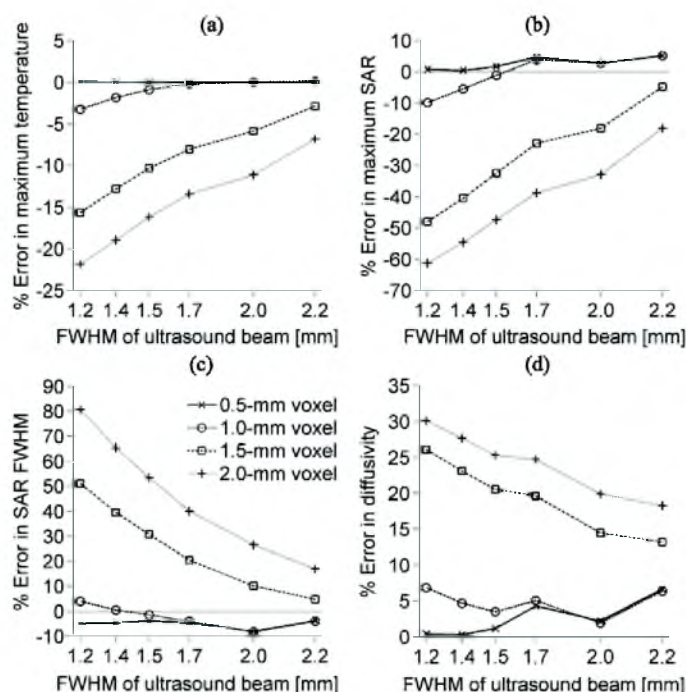 (a)
% Error in maximum temperature
5
0
-5
-10
-15
-20
-25
1.2 1.4 1.5 1.7 2.0 2.2
FWHM of ultrasound beam [mm]
(b)
% Error in maximum SAR
10
0
-10
-20
-30
-40
-50
-60
-70
1.2 1.4 1.5 1.7 2.0 2.2
FWHM of ultrasound beam [mm]
(c)
% Error in SAR FWHM
90
80
70
60
50
40
30
20
10
0
-10
0.5-mm voxel
1.0-mm voxel
1.5-mm voxel
2.0-mm voxel
1.2 1.4 1.5 1.7 2.0 2.2
FWHM of ultrasound beam [mm]
(d)
% Error in diffusivity
35
30
25
20
15
10
5
0
1.2 1.4 1.5 1.7 2.0 2.2
FWHM of ultrasound beam [mm]